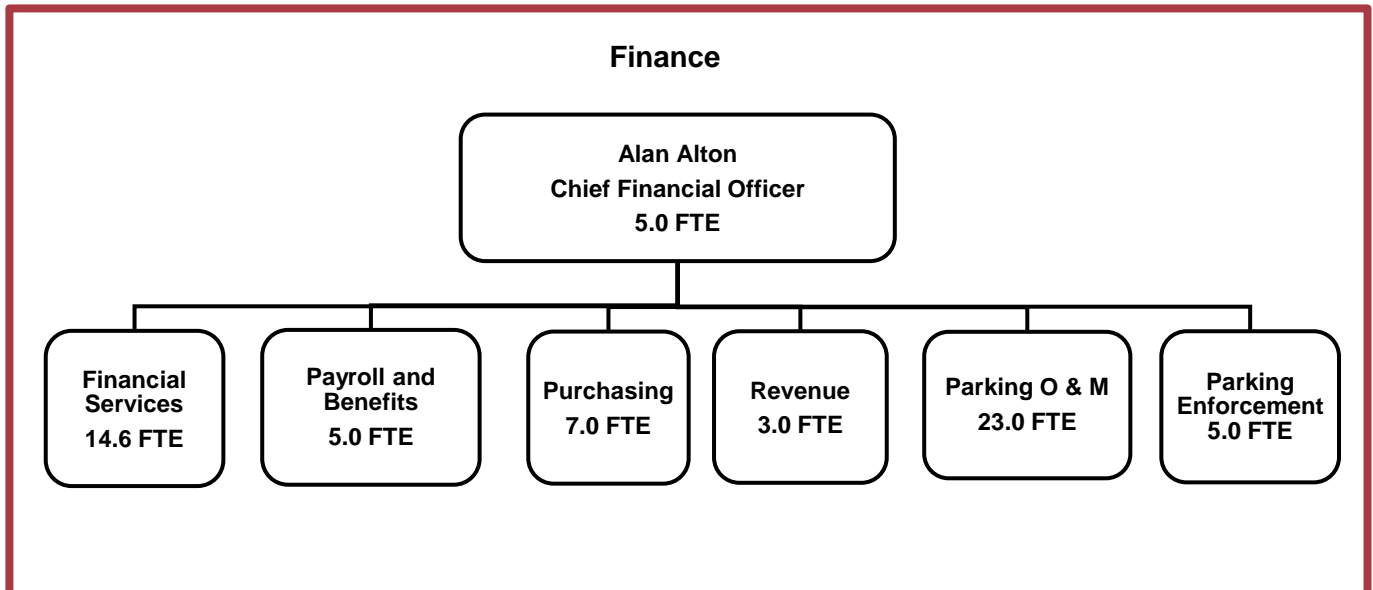 Finance
Alan Alton
Chief Financial Officer
5.0 FTE
Financial
Services
14.6 FTE
Payroll and
Benefits
5.0 FTE
Purchasing
7.0 FTE
Revenue
3.0 FTE
Parking O & M
23.0 FTE
Parking
Enforcement
5.0 FTE